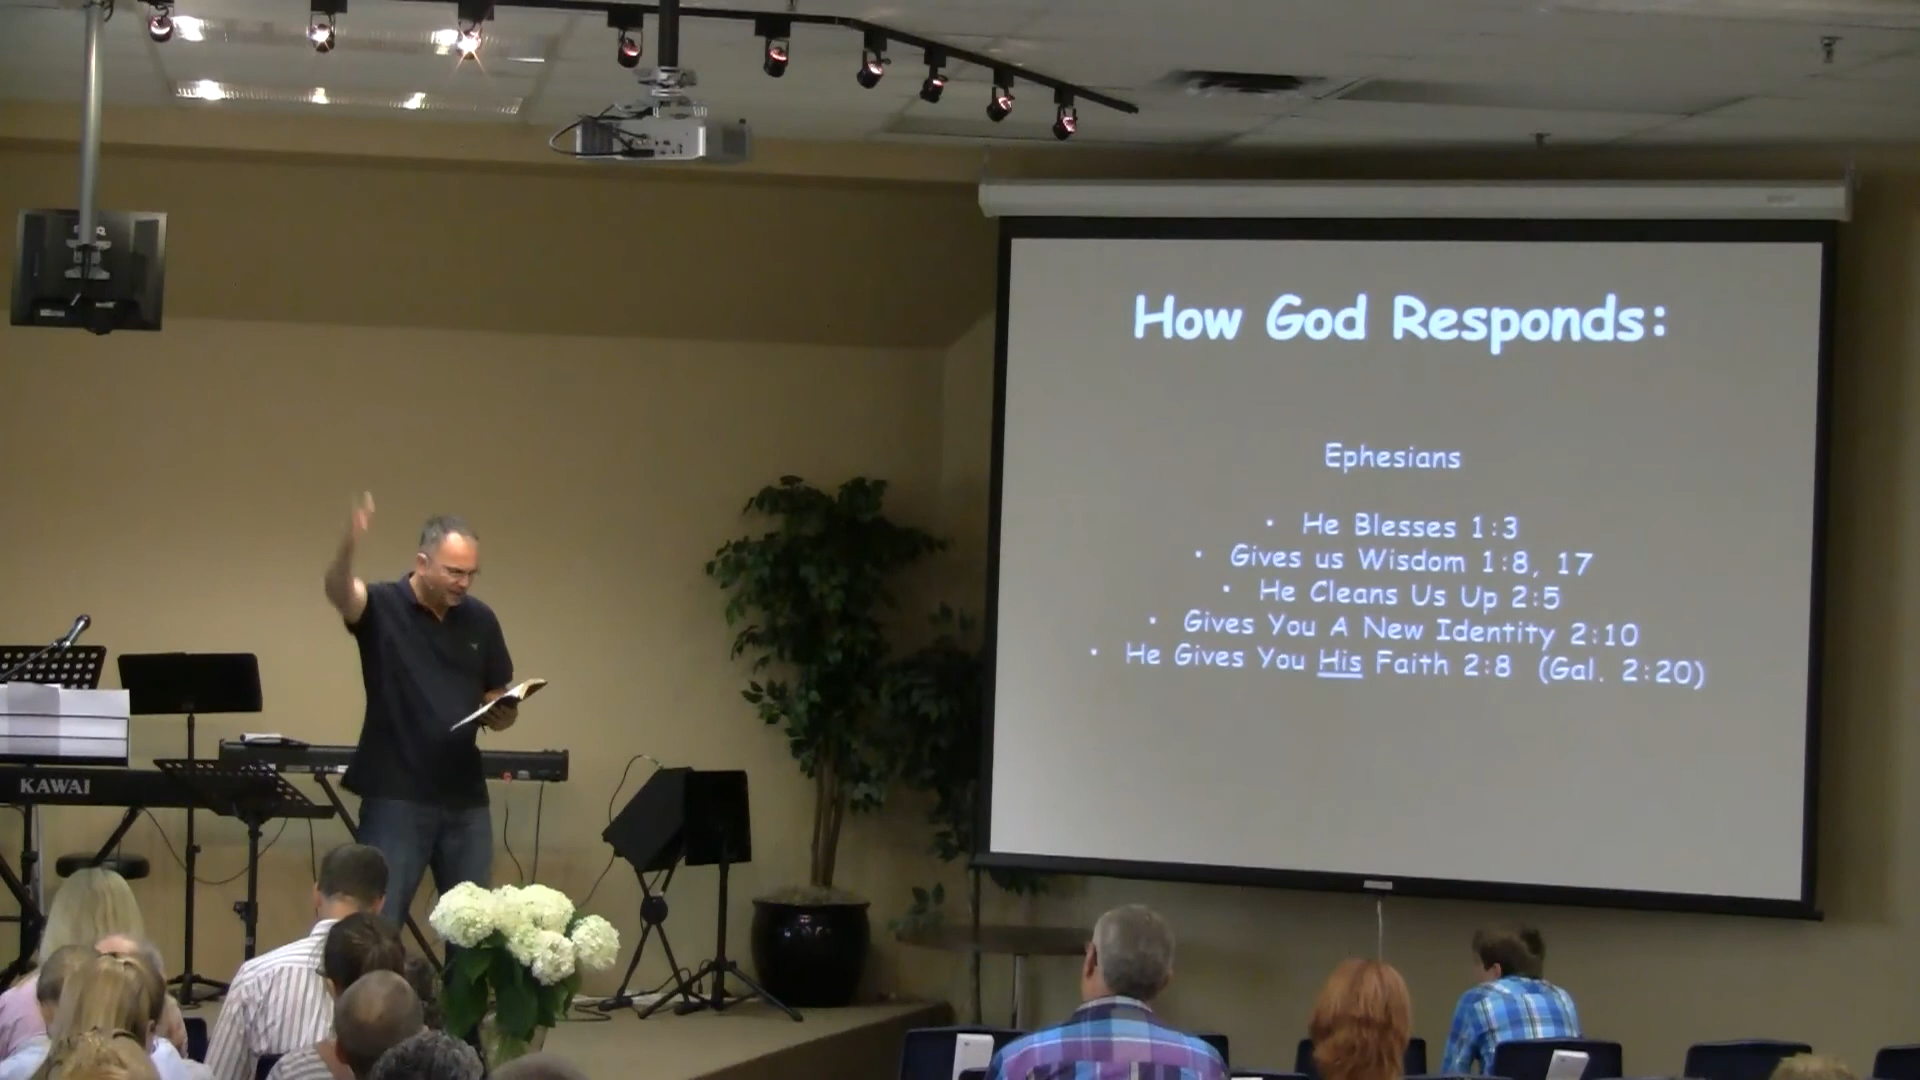 How God Responds:
Ephesians
• He Blesses 1:3
• Gives us Wisdom 1:8, 17
• He Cleans Us Up 2:5
• Gives You A New Identity 2:10
• He Gives You His Faith 2:8 (Gal. 2:20)
KAWAI